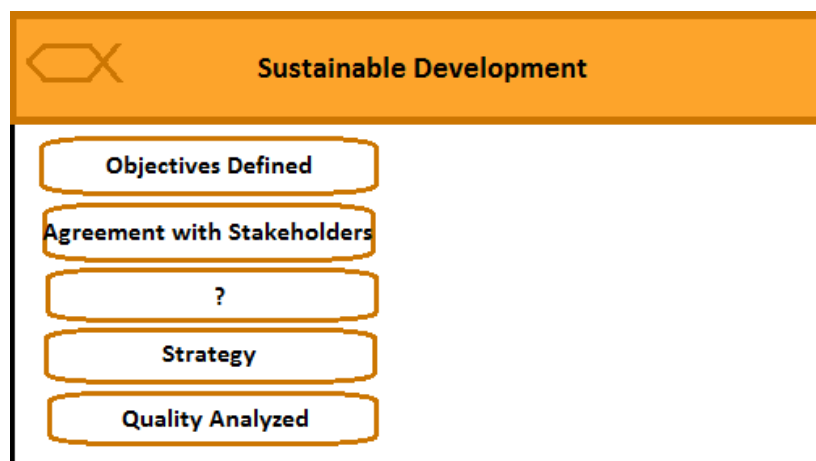 Sustainable Development
Objectives Defined
Agreement with Stakeholders
?
Strategy
Quality Analyzed